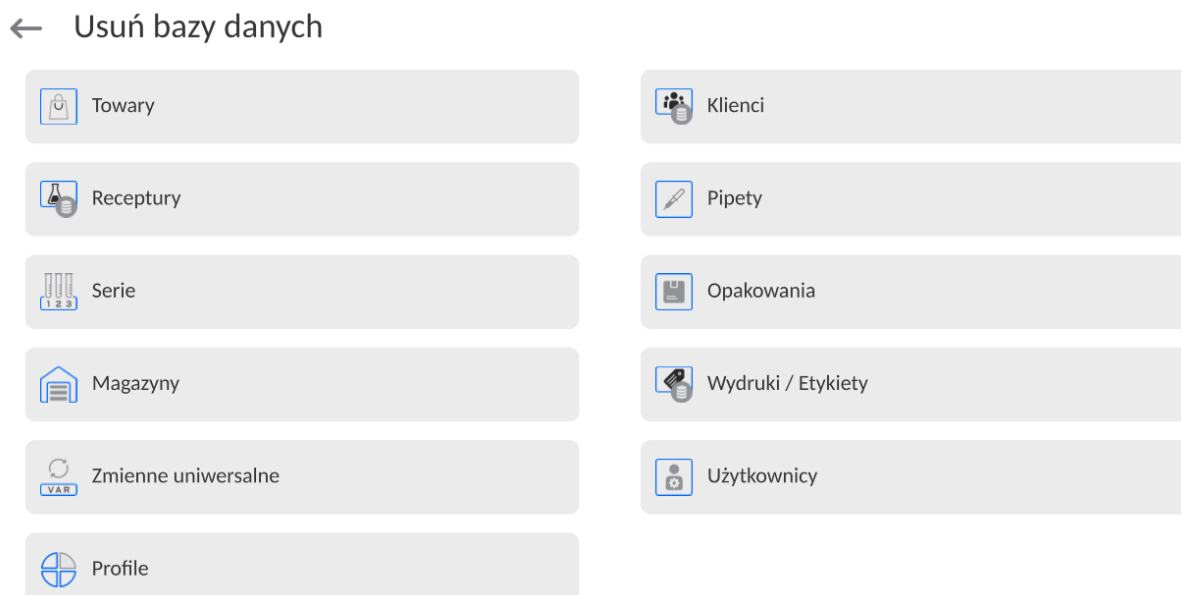 Usuń bazy danych
Towary
Klienci
Receptury
Pipety
1 2 3
Serie
Opakowania
Magazyny
Wydruki / Etykiety
VAR
Zmienne uniwersalne
Użytkownicy
Profile